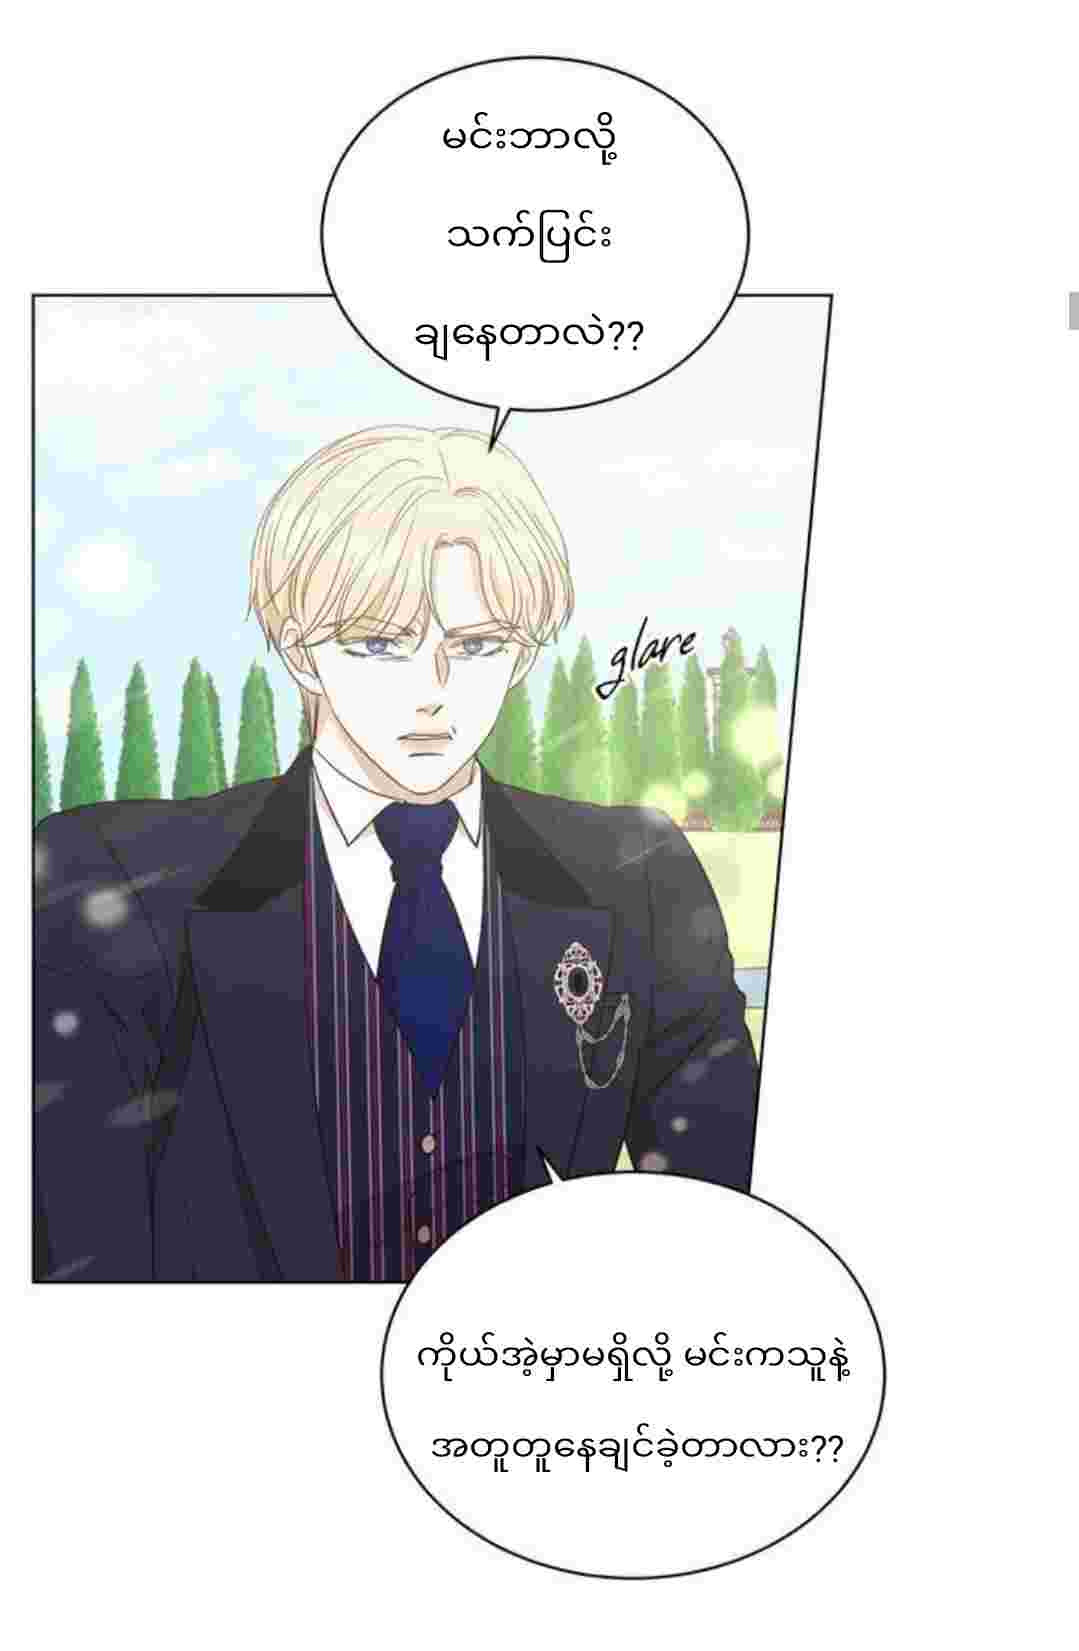 မင်းဘာလို့
သက်ပြင်း
ချနေတာလဲ??
glare
ကိုယ်အဲ့မှာမရှိလို့ မင်းကသူနဲ့
အတူတူနေချင်ခဲ့တာလား??